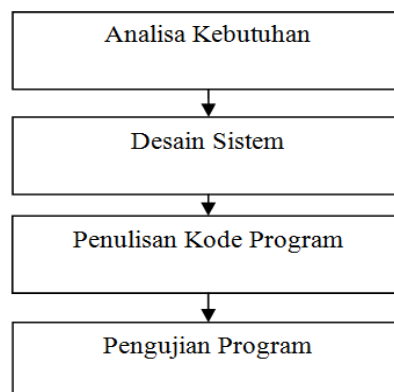 Analisa Kebutuhan
Desain Sistem
Penulisan Kode Program
Pengujian Program